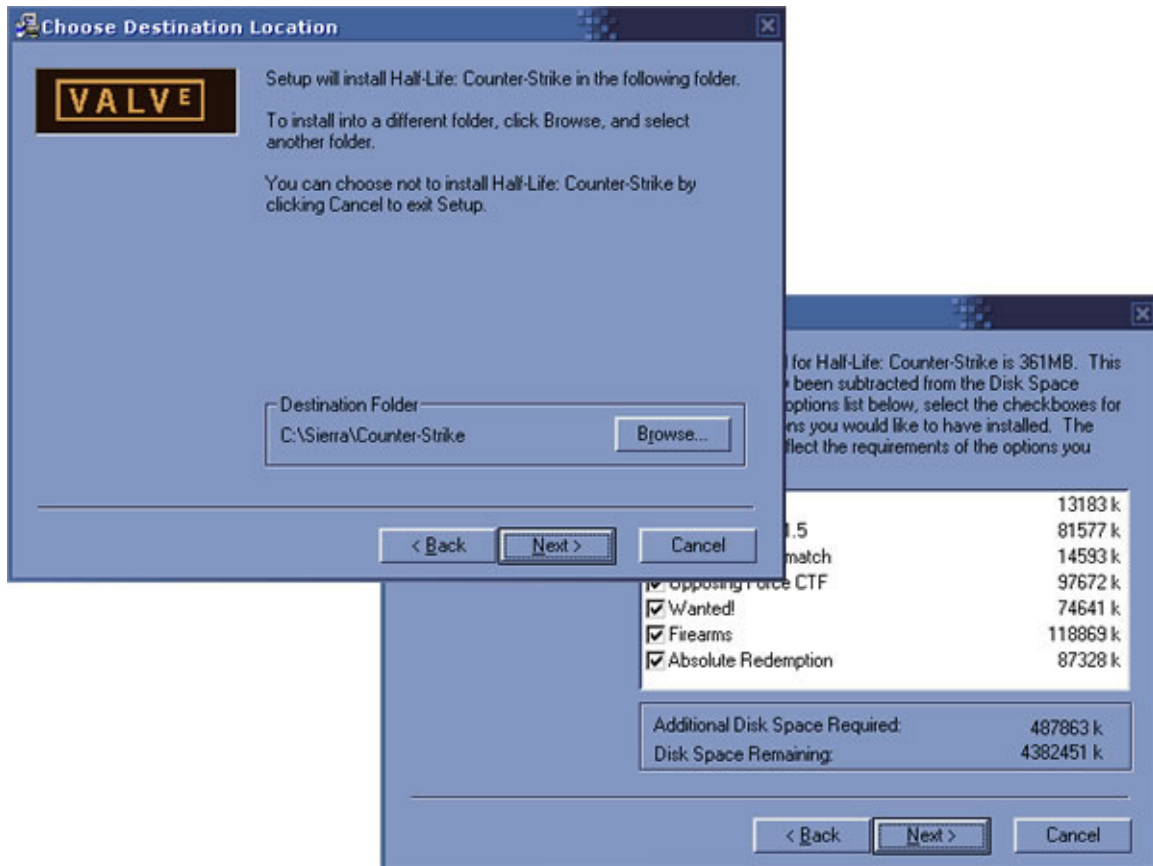 Choose Destination Location
VALVE
Setup will install Half-Life: Counter-Strike in the following folder.
To install into a different folder, click Browse, and select
another folder.
You can choose not to install Half-Life: Counter-Strike by
clicking Cancel to exit Setup.
Destination Folder
C:\Sierra\Counter-Strike
Browse...
< Back
Next >
Cancel
for Half-Life: Counter-Strike is 361MB. This
been subtracted from the Disk Space
options list below, select the checkboxes for
ns you would like to have installed. The
flect the requirements of the options you
13183 k
1.5 81577 k
match 14593 k
Opposing Force CTF 97672 k
Wanted! 74641 k
Firearms 118869 k
Absolute Redemption 87328 k
Additional Disk Space Required: 487863 k
Disk Space Remaining: 4382451 k
< Back
Next >
Cancel